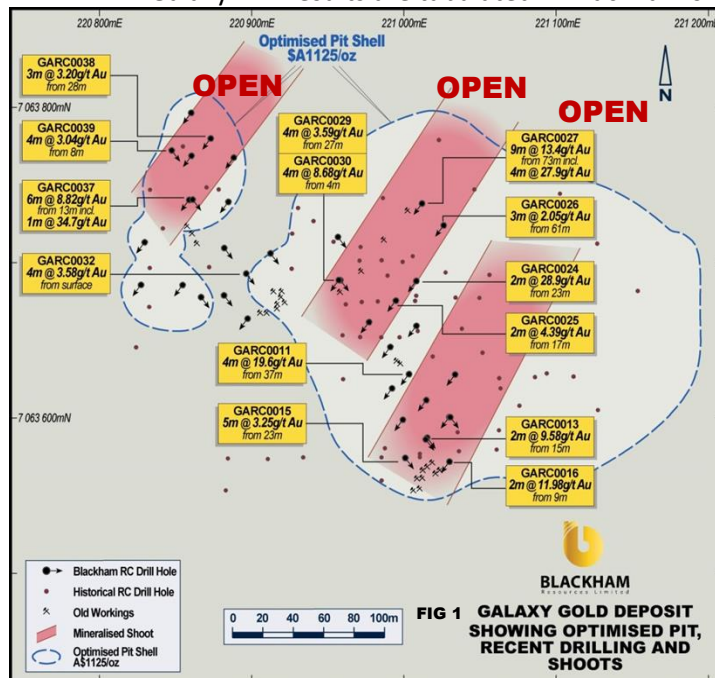 220 800mE
220 900mE
221 000mE
221 100mE
221 200mE
Optimised Pit Shell
$A1125/oz
OPEN
OPEN
OPEN
N
7 063 800mN
7 063 600mN
GARC0038
3m @ 3.20g/t Au
from 28m
GARC0039
4m @ 3.04g/t Au
from 8m
GARC0037
6m @ 8.82g/t Au
from 13m incl.
1m @ 34.7g/t Au
GARC0032
4m @ 3.58g/t Au
from surface
GARC0029
4m @ 3.59g/t Au
from 27m
GARC0030
4m @ 8.68g/t Au
from 4m
GARC0027
9m @ 13.4g/t Au
from 73m incl.
4m @ 27.9g/t Au
GARC0026
3m @ 2.05g/t Au
from 61m
GARC0024
2m @ 28.9g/t Au
from 23m
GARC0025
2m @ 4.39g/t Au
from 17m
GARC0011
4m @ 19.6g/t Au
from 37m
GARC0015
5m @ 3.25g/t Au
from 23m
GARC0013
2m @ 9.58g/t Au
from 15m
GARC0016
2m @ 11.98g/t Au
from 9m
Blackham RC Drill Hole
Historical RC Drill Hole
Old Workings
Mineralised Shoot
Optimised Pit Shell
A$1125/oz
0 20 40 60 80 100m
BLACKHAM
Resources Limited
FIG 1 GALAXY GOLD DEPOSIT
SHOWING OPTIMISED PIT,
RECENT DRILLING AND
SHOOTS